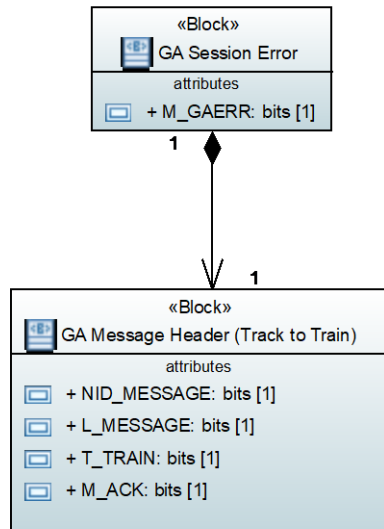 «Block»
GA Session Error
attributes
+ M_GAERR: bits [1]
1
1
«Block»
GA Message Header (Track to Train)
attributes
+ NID_MESSAGE: bits [1]
+ L_MESSAGE: bits [1]
+ T_TRAIN: bits [1]
+ M_ACK: bits [1]